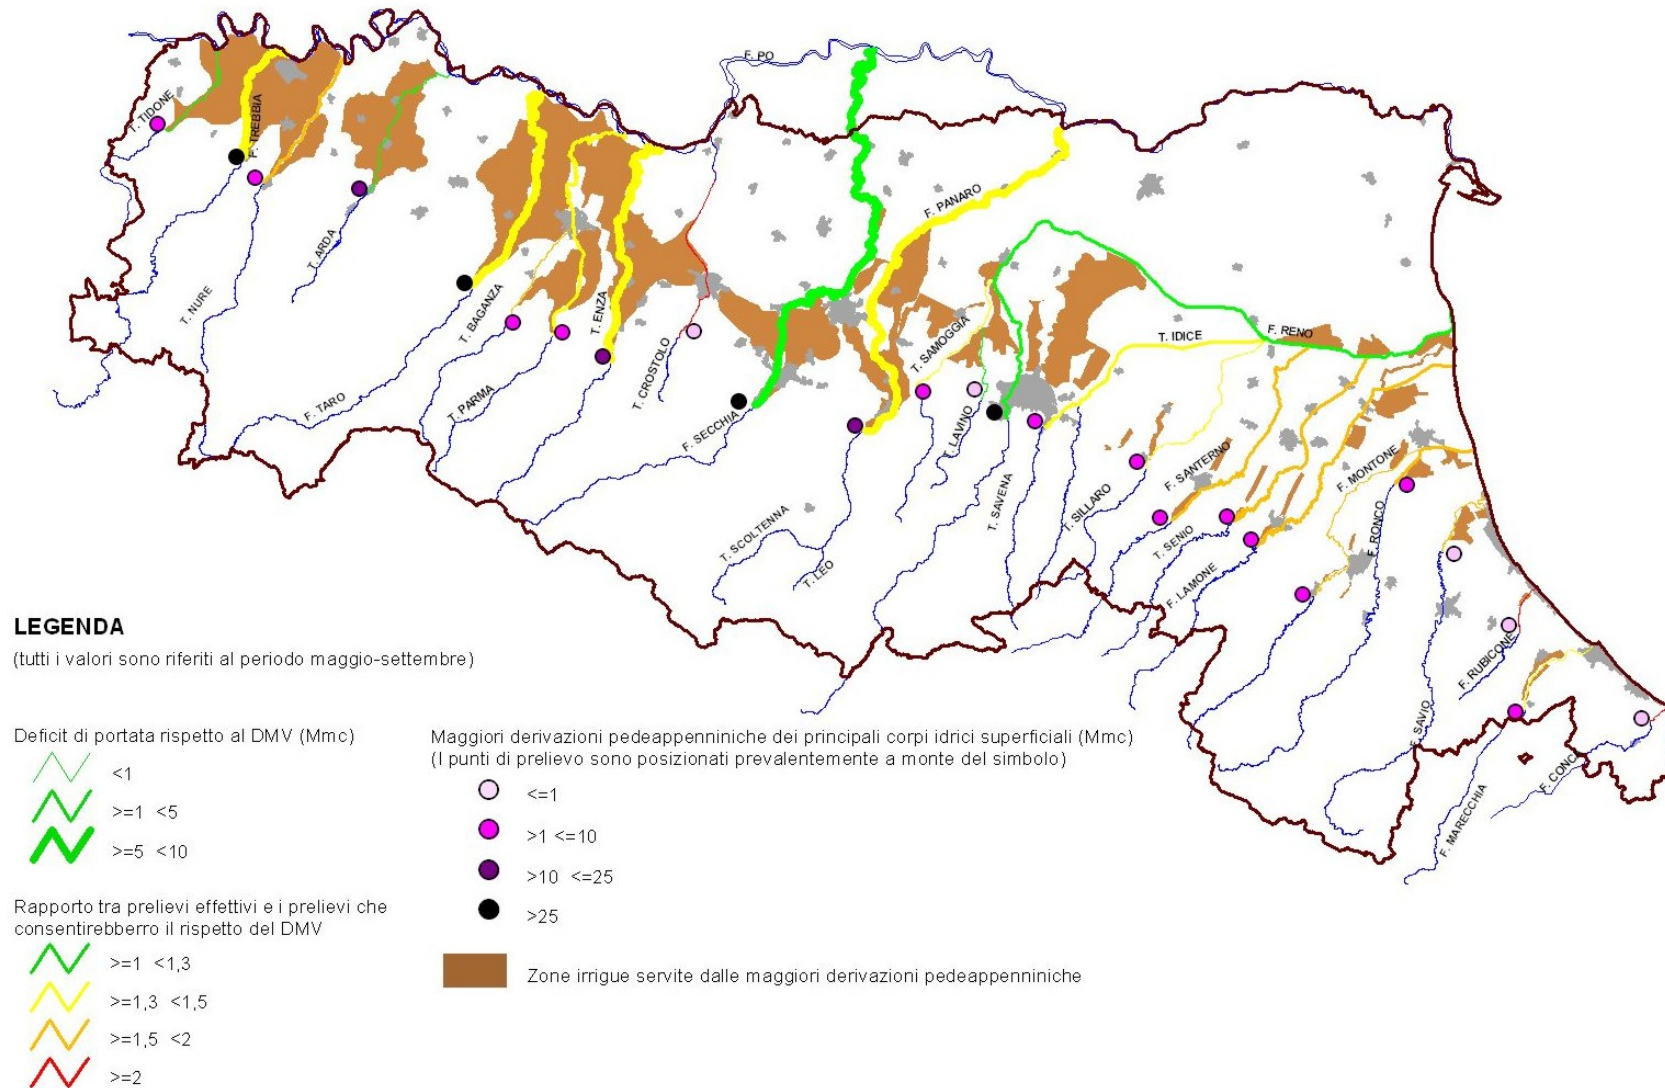 F. PO
T. TIDONE
F. TREBBIA
T. NURE
T. ARDA
F. TARO
T. BAGANZA
T. PARMA
T. ENZA
T. CROSTOLO
F. SECCHIA
F. PANARO
T. SCOLTENNA
T. LEO
T. SAMOGGIA
T. LAVINO
T. SAVENA
T. IDICE
F. RENO
T. SILLARO
F. SANTERNO
T. SENIO
F. LAMONE
F. MONTONE
F. RONCO
F. SAVIO
F. RUBICONE
F. MARECCHIA
F. CONCA
LEGENDA
(tutti i valori sono riferiti al periodo maggio-settembre)
Deficit di portata rispetto al DMV (Mmc)
<1
>=1 <5
>=5 <10
Rapporto tra prelievi effettivi e i prelievi che
consentirebberro il rispetto del DMV
>=1 <1,3
>=1,3 <1,5
>=1,5 <2
>=2
Maggiori derivazioni pedeappenniniche dei principali corpi idrici superficiali (Mmc)
(I punti di prelievo sono posizionati prevalentemente a monte del simbolo)
<=1
>1 <=10
>10 <=25
>25
Zone irrigue servite dalle maggiori derivazioni pedeappenniniche